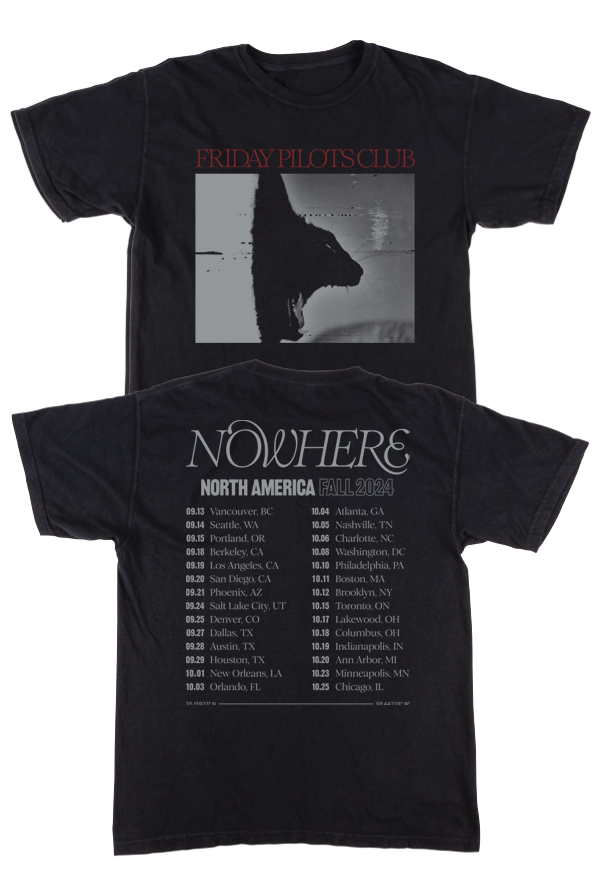 FRIDAY PILOTS CLUB
NOWHERE
NORTH AMERICA FALL 2024
09.13 Vancouver, BC
09.14 Seattle, WA
09.15 Portland, OR
09.18 Berkeley, CA
09.19 Los Angeles, CA
09.20 San Diego, CA
09.21 Phoenix, AZ
09.24 Salt Lake City, UT
09.25 Denver, CO
09.27 Dallas, TX
09.28 Austin, TX
09.29 Houston, TX
10.01 New Orleans, LA
10.03 Orlando, FL
10.04 Atlanta, GA
10.05 Nashville, TN
10.06 Charlotte, NC
10.08 Washington, DC
10.10 Philadelphia, PA
10.11 Boston, MA
10.12 Brooklyn, NY
10.15 Toronto, ON
10.17 Lakewood, OH
10.18 Columbus, OH
10.19 Indianapolis, IN
10.20 Ann Arbor, MI
10.23 Minneapolis, MN
10.25 Chicago, IL